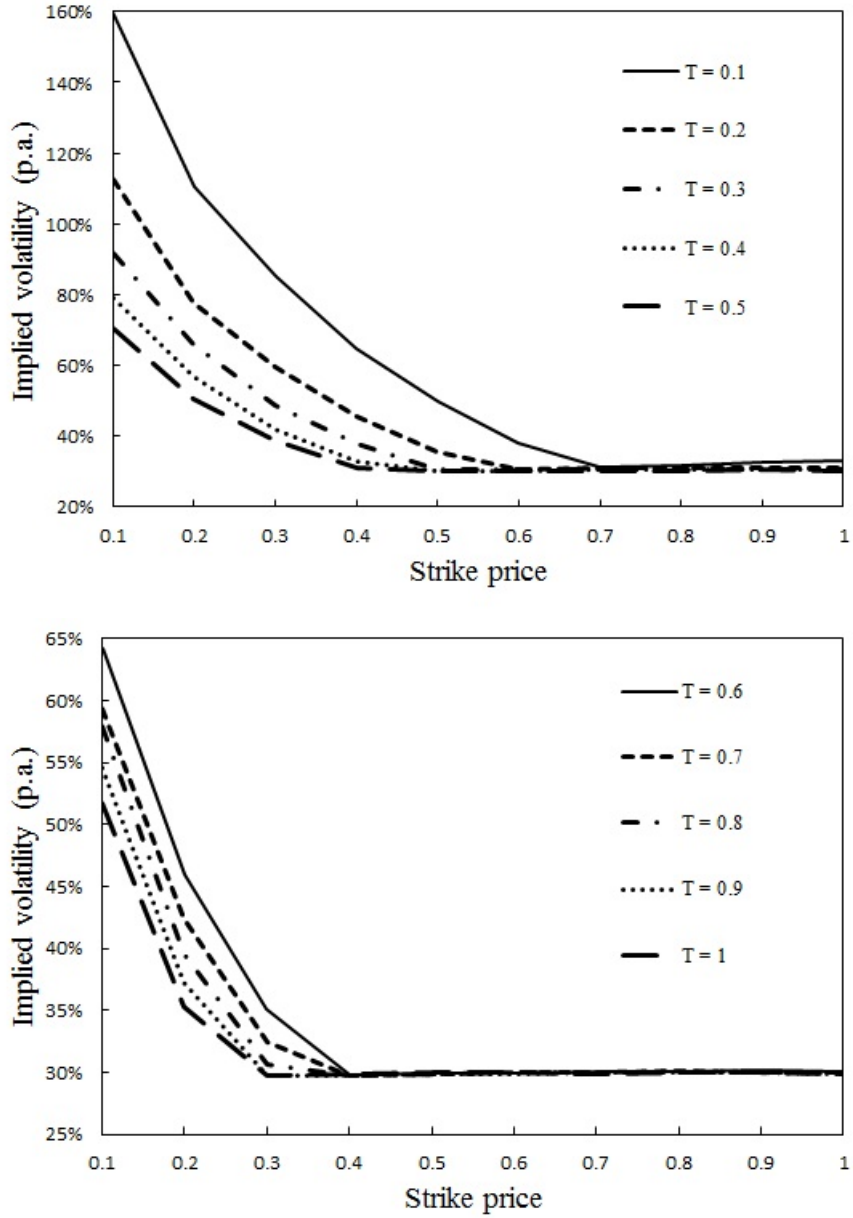 160%
140%
120%
100%
80%
60%
40%
20%
Implied volatility (p.a.)
T = 0.1
T = 0.2
T = 0.3
T = 0.4
T = 0.5
0.1 0.2 0.3 0.4 0.5 0.6 0.7 0.8 0.9 1
Strike price
65%
60%
55%
50%
45%
40%
35%
30%
25%
Implied volatility (p.a.)
T = 0.6
T = 0.7
T = 0.8
T = 0.9
T = 1
0.1 0.2 0.3 0.4 0.5 0.6 0.7 0.8 0.9 1
Strike price